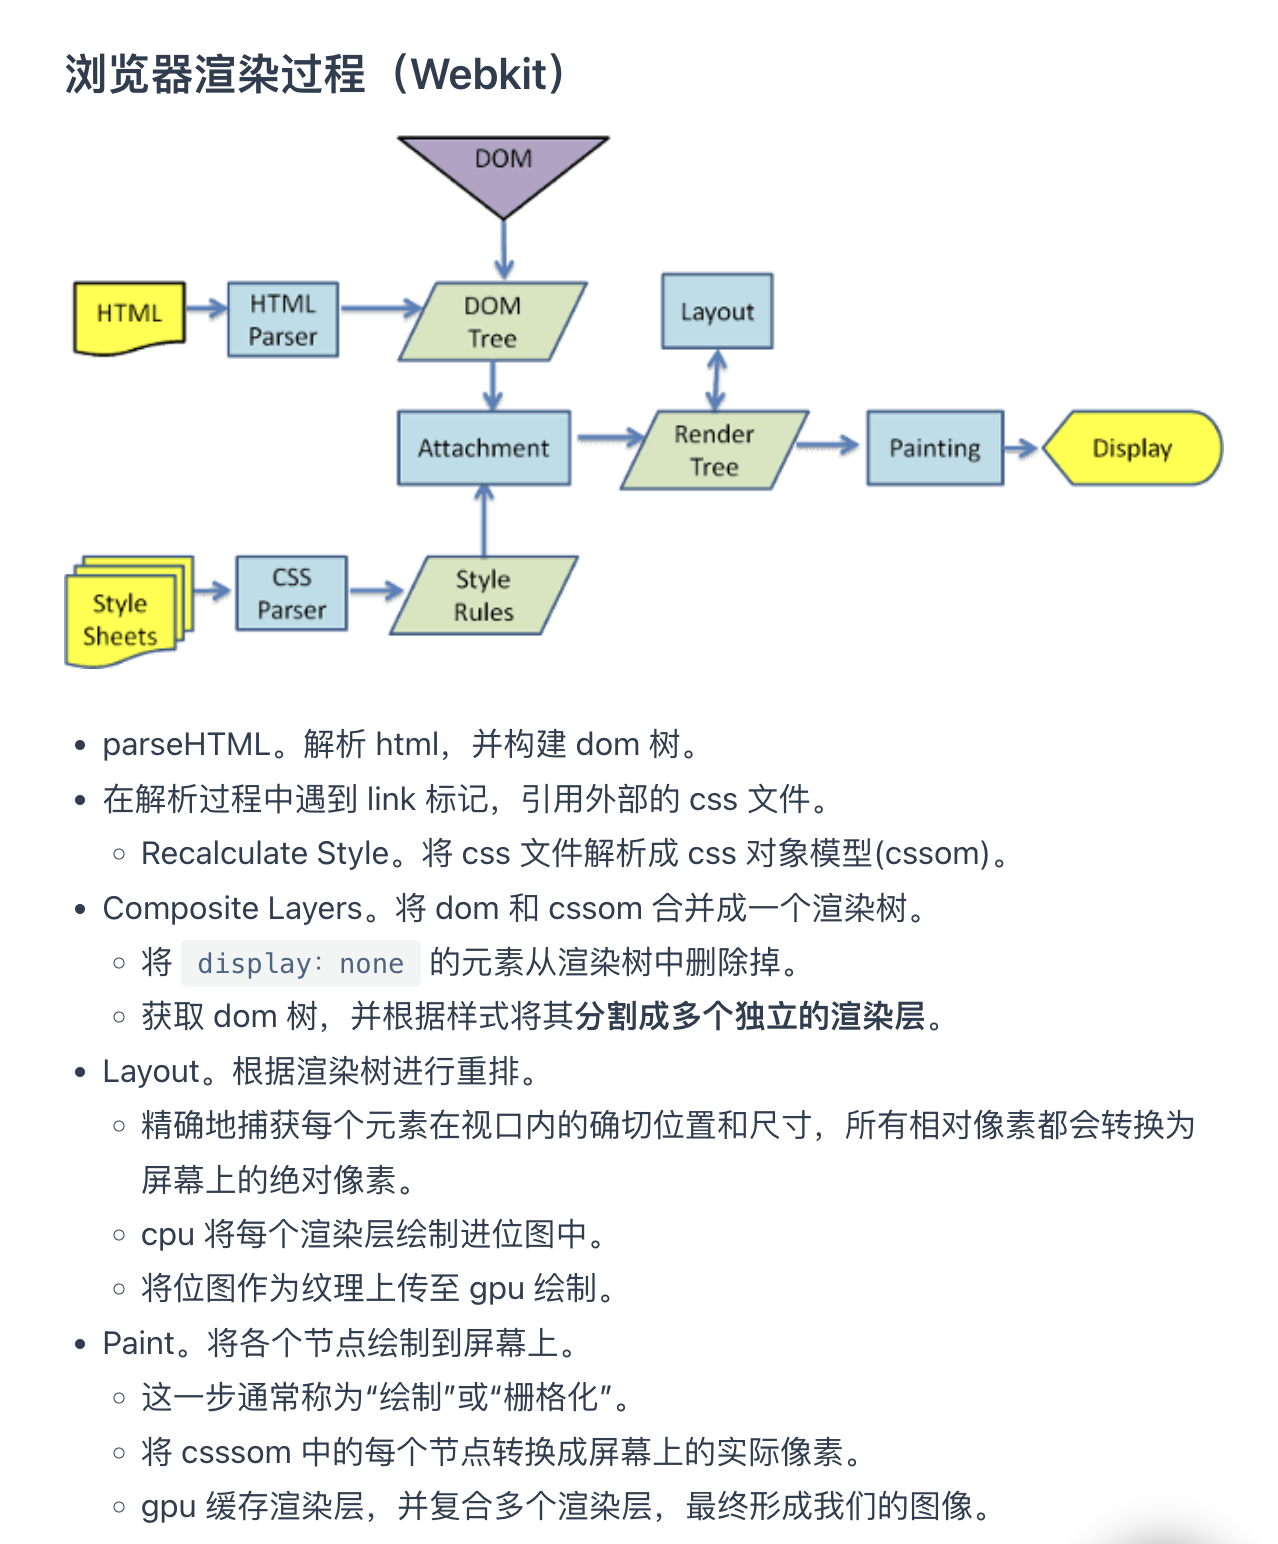 浏览器渲染过程（Webkit）
DOM
HTML
HTML
Parser
DOM
Tree
Layout
Attachment
Render
Tree
Painting
Display
Style
Sheets
CSS
Parser
Style
Rules
parseHTML。解析 html，并构建 dom 树。
在解析过程中遇到 link 标记，引用外部的 css 文件。
Recalculate Style。将 css 文件解析成 css 对象模型(cssom)。
Composite Layers。将 dom 和 cssom 合并成一个渲染树。
将 display：none 的元素从渲染树中删除掉。
获取 dom 树，并根据样式将其分割成多个独立的渲染层。
Layout。根据渲染树进行重排。
精确地捕获每个元素在视口内的确切位置和尺寸，所有相对像素都会转换为
屏幕上的绝对像素。
cpu 将每个渲染层绘制进位图中。
将位图作为纹理上传至 gpu 绘制。
Paint。将各个节点绘制到屏幕上。
这一步通常称为“绘制”或“栅格化”。
将 csssom 中的每个节点转换成屏幕上的实际像素。
gpu 缓存渲染层，并复合多个渲染层，最终形成我们的图像。